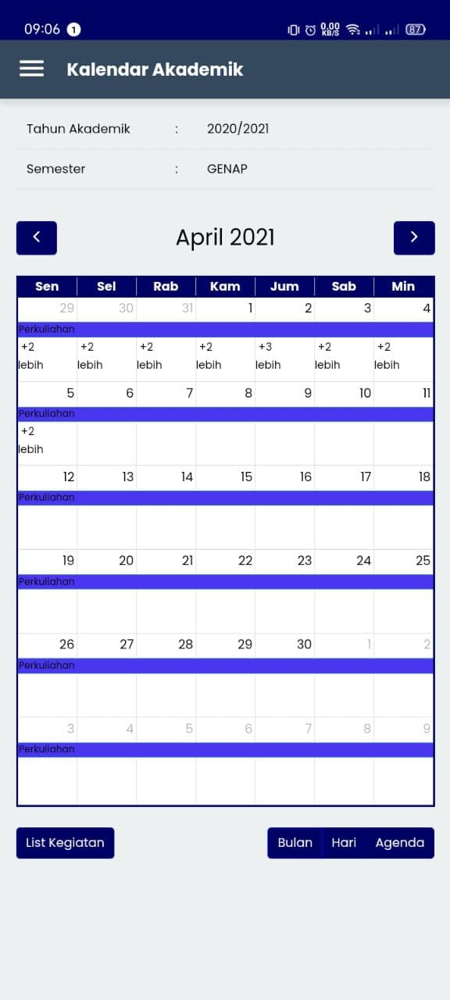 09:06 1 0.00 KB/S 87
Kalendar Akademik
Tahun Akademik : 2020/2021
Semester : GENAP
April 2021
Sen Sel Rab Kam Jum Sab Min
29 30 31 1 2 3 4
Perkuliahan
+2 +2 +2 +2 +3 +2 +2
lebih lebih lebih lebih lebih lebih lebih
5 6 7 8 9 10 11
Perkuliahan
+2
lebih
12 13 14 15 16 17 18
Perkuliahan
19 20 21 22 23 24 25
Perkuliahan
26 27 28 29 30 1 2
Perkuliahan
3 4 5 6 7 8 9
Perkuliahan
List Kegiatan Bulan Hari Agenda